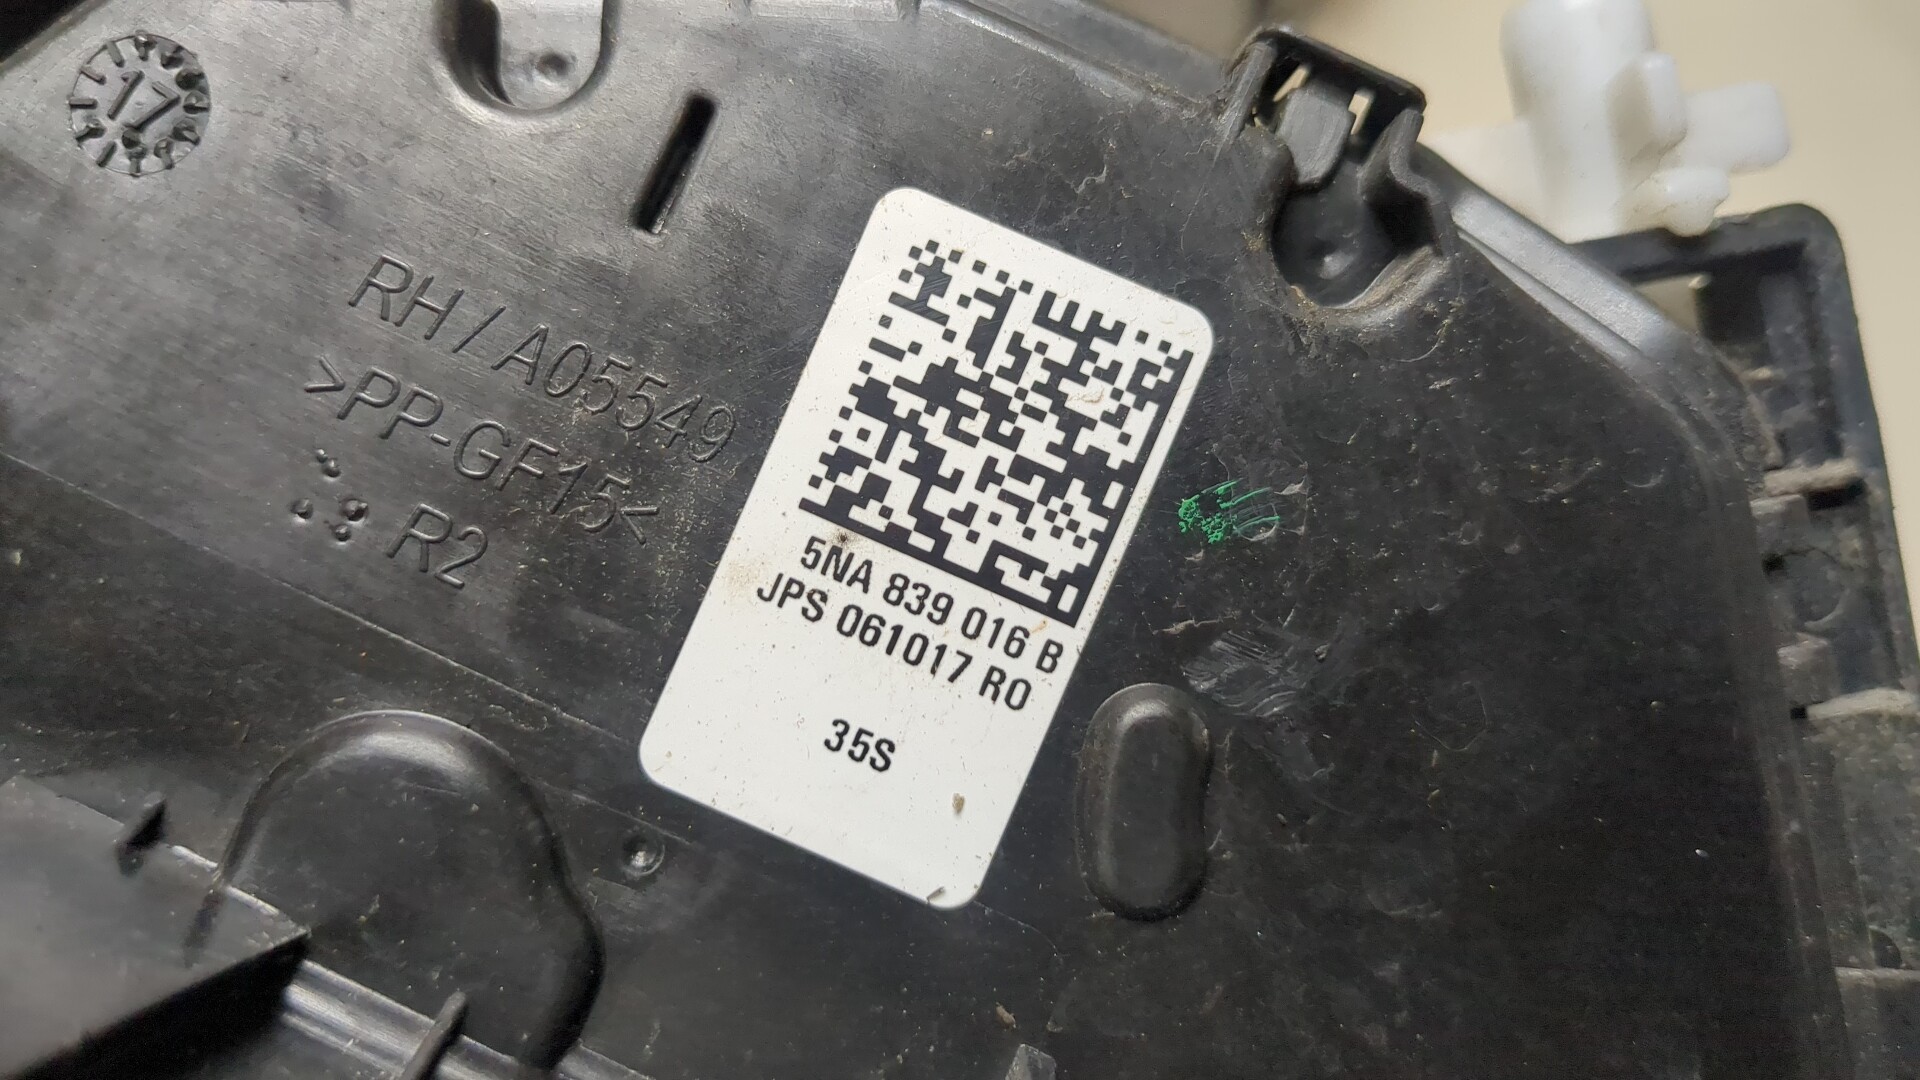 17
RH / A05549
>PP-GF15<
R2
5NA 839 016 B
JPS 061017 RO
35S